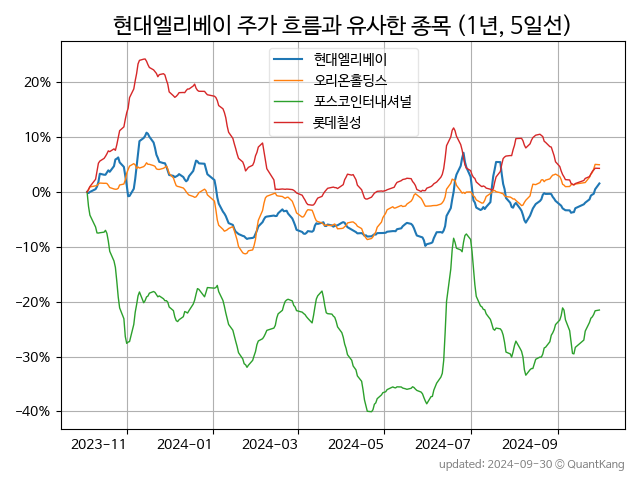 현대엘리베이 주가 흐름과 유사한 종목 (1년, 5일선)
현대엘리베이
오리온홀딩스
포스코인터내셔널
롯데칠성
20%
10%
0%
−10%
−20%
−30%
−40%
2023-11
2024-01
2024-03
2024-05
2024-07
2024-09
updated: 2024-09-30 © QuantKang